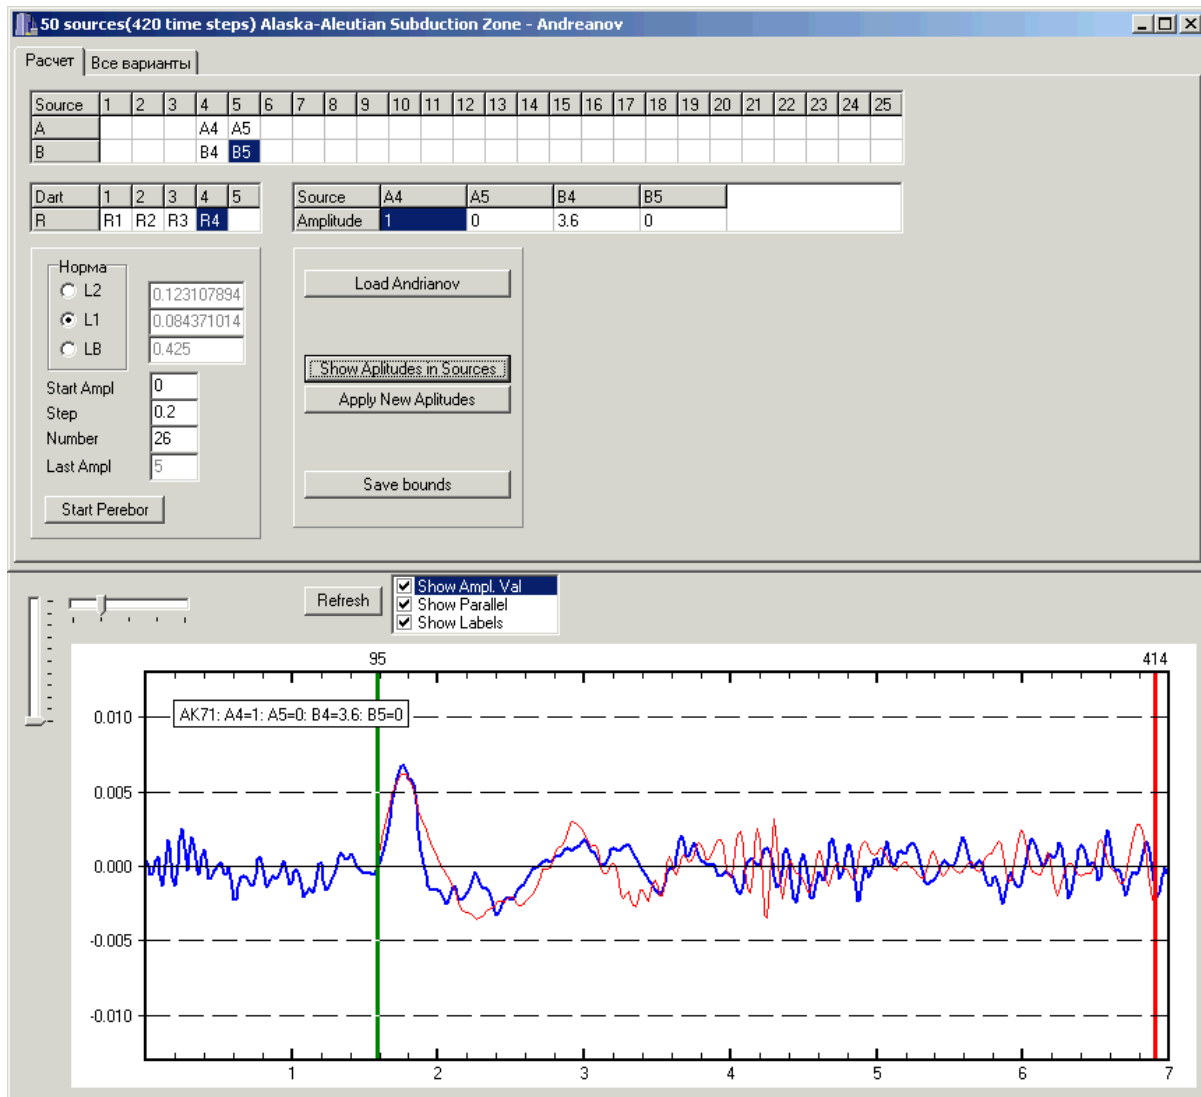 50 sources(420 time steps) Alaska-Aleutian Subduction Zone - Andreanov
Расчет Все варианты
Source 1 2 3 4 5 6 7 8 9 10 11 12 13 14 15 16 17 18 19 20 21 22 23 24 25
A A4 A5
B B4 B5
Dart 1 2 3 4 5
R R1 R2 R3 R4
Source A4 A5 B4 B5
Amplitude 1 0 3.6 0
Норма
L2 0.123107894
L1 0.084371014
LB 0.425
Start Ampl 0
Step 0.2
Number 26
Last Ampl 5
Start Perebor
Load Andrianov
Show Aplitudes in Sources
Apply New Aplitudes
Save bounds
Refresh
Show Ampl. Val
Show Parallel
Show Labels
95 414
AK71: A4=1: A5=0: B4=3.6: B5=0
0.010
0.005
0.000
-0.005
-0.010
1 2 3 4 5 6 7